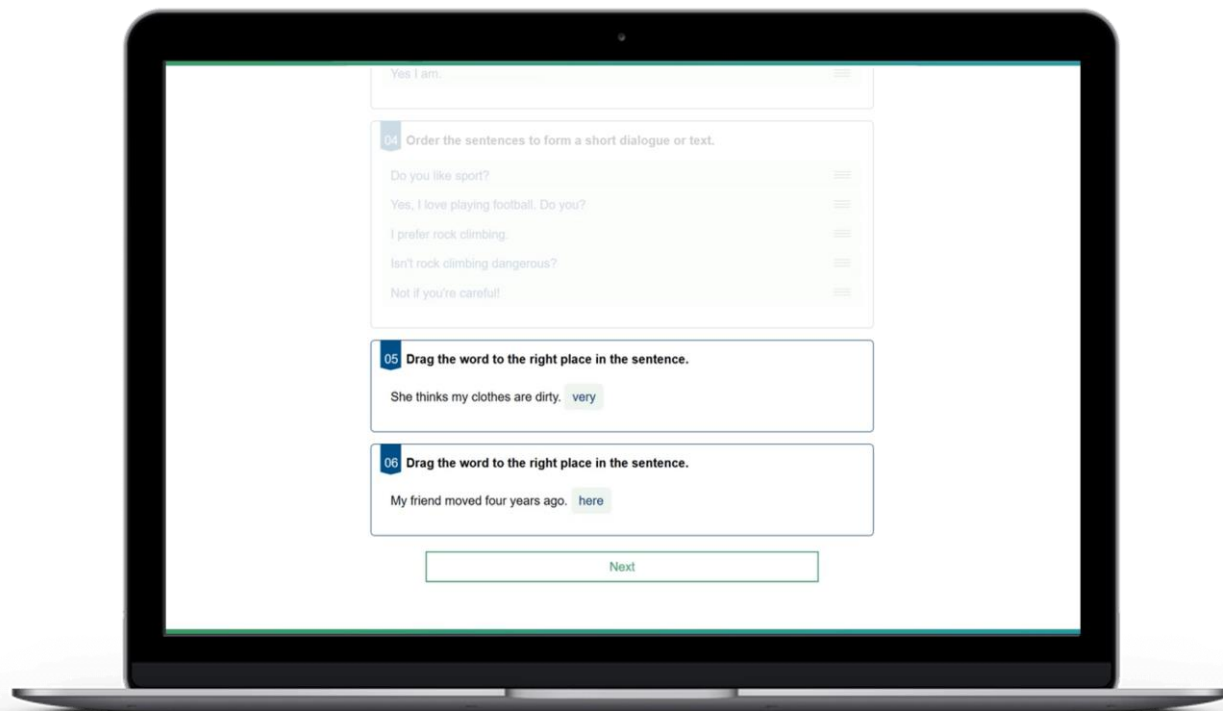 Yes I am.
04 Order the sentences to form a short dialogue or text.
Do you like sport?
Yes, I love playing football. Do you?
I prefer rock climbing.
Isn't rock climbing dangerous?
Not if you're careful!
05 Drag the word to the right place in the sentence.
She thinks my clothes are dirty. very
06 Drag the word to the right place in the sentence.
My friend moved four years ago. here
Next